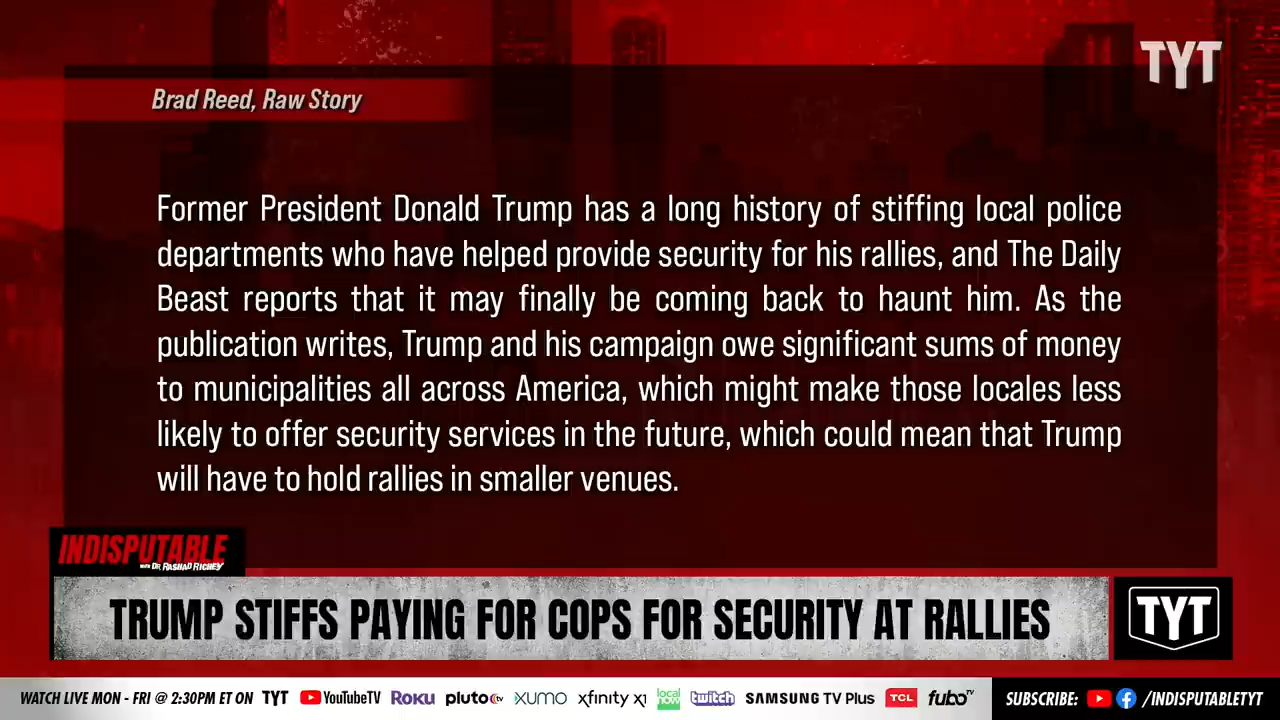 TYT
Brad Reed, Raw Story
Former President Donald Trump has a long history of stiffing local police
departments who have helped provide security for his rallies, and The Daily
Beast reports that it may finally be coming back to haunt him. As the
publication writes, Trump and his campaign owe significant sums of money
to municipalities all across America, which might make those locales less
likely to offer security services in the future, which could mean that Trump
will have to hold rallies in smaller venues.
INDISPUTABLE
WITH DR. RASHAD RICHEY
TRUMP STIFFS PAYING FOR COPS FOR SECURITY AT RALLIES
TYT
WATCH LIVE MON - FRI @ 2:30PM ET ON TYT YouTubeTV ROKU pluto tv XUMO xfinity x1 local now twitch SAMSUNG TV Plus TCL fubo TV SUBSCRIBE: /INDISPUTABLETYT